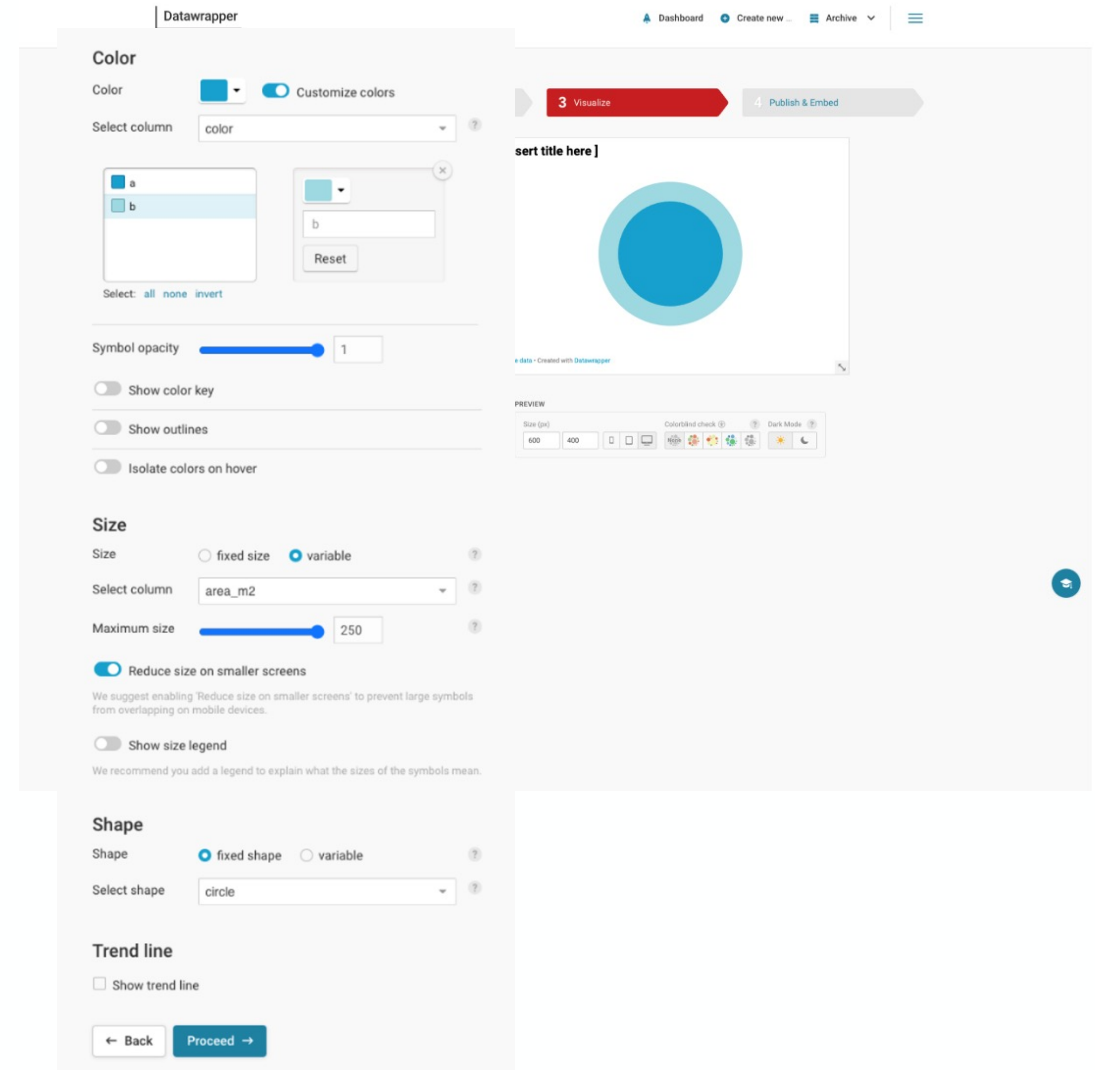 Datawrapper
Dashboard Create new ... Archive
Color
Color Customize colors
Select column color ?
a
b
b
Reset
Select: all none invert
Symbol opacity 1
Show color key
Show outlines
Isolate colors on hover
Size
Size fixed size variable ?
Select column area_m2 ?
Maximum size 250 ?
Reduce size on smaller screens
We suggest enabling 'Reduce size on smaller screens' to prevent large symbols
from overlapping on mobile devices.
Show size legend
We recommend you add a legend to explain what the sizes of the symbols mean.
Shape
Shape fixed shape variable ?
Select shape circle ?
Trend line
Show trend line
← Back Proceed →
3 Visualize 4 Publish & Embed
sert title here ]
e data • Created with Datawrapper
PREVIEW
Size (px) Colorblind check ? Dark Mode ?
600 400